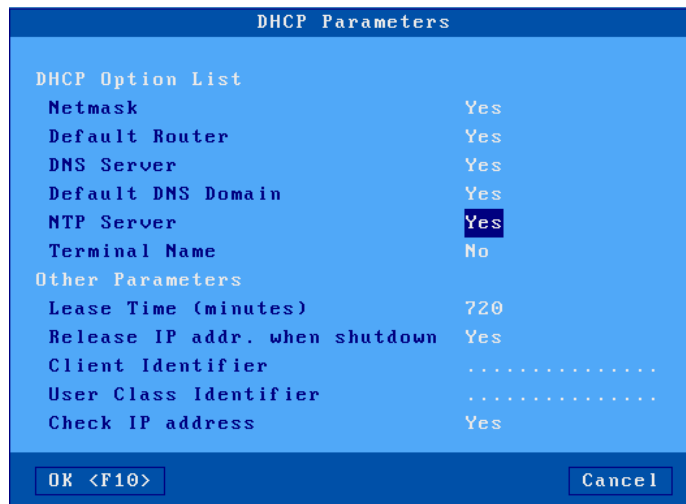 DHCP Parameters
DHCP Option List
Netmask Yes
Default Router Yes
DNS Server Yes
Default DNS Domain Yes
NTP Server Yes
Terminal Name No
Other Parameters
Lease Time (minutes) 720
Release IP addr. when shutdown Yes
Client Identifier ...............
User Class Identifier ...............
Check IP address Yes
OK <F10> Cancel